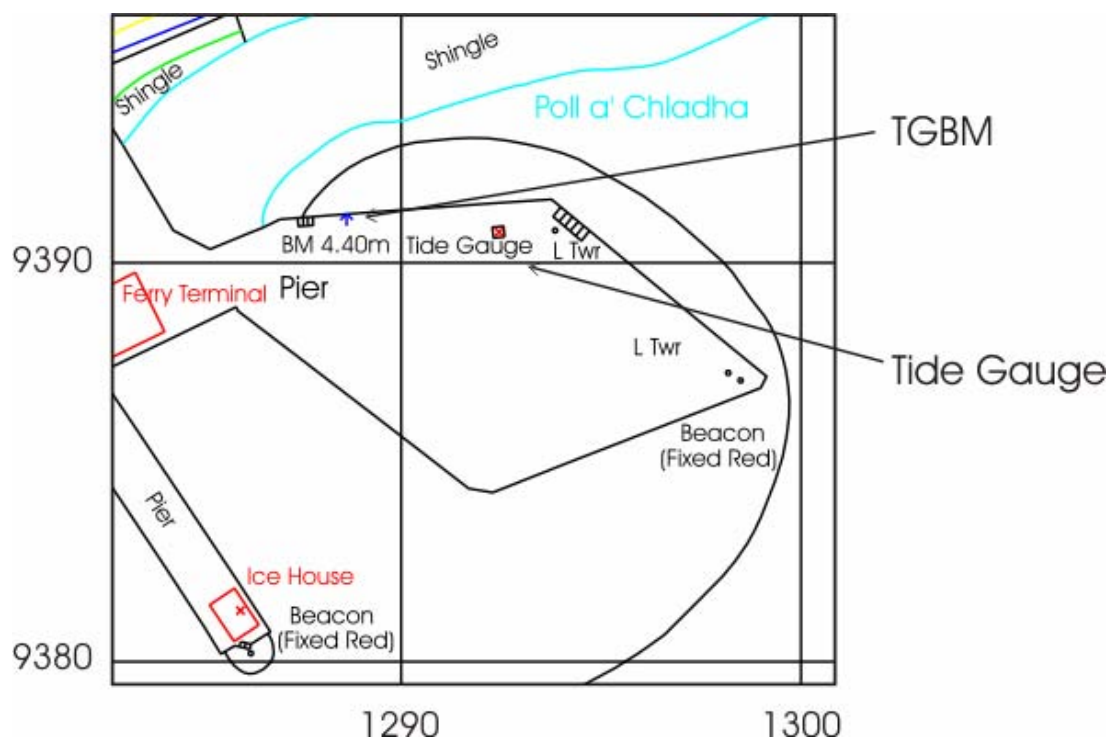 Shingle
Shingle
Poll a' Chladha
TGBM
BM 4.40m
Tide Gauge
L Twr
9390
Ferry Terminal
Pier
L Twr
Tide Gauge
Beacon
(Fixed Red)
Pier
Ice House
Beacon
(Fixed Red)
9380
1290
1300